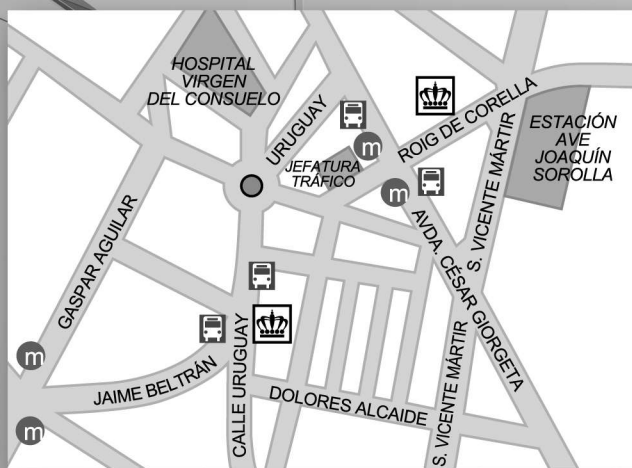 HOSPITAL
VIRGEN
DEL CONSUELO
URUGUAY
ROIG DE CORELLA
ESTACIÓN
AVE
JOAQUÍN
SOROLLA
JEFATURA
TRÁFICO
m
m
S. VICENTE MÁRTIR
GASPAR AGUILAR
AVDA. CÉSAR GIORGETA
CALLE URUGUAY
S. VICENTE MÁRTIR
m
JAIME BELTRÁN
DOLORES ALCAIDE
m